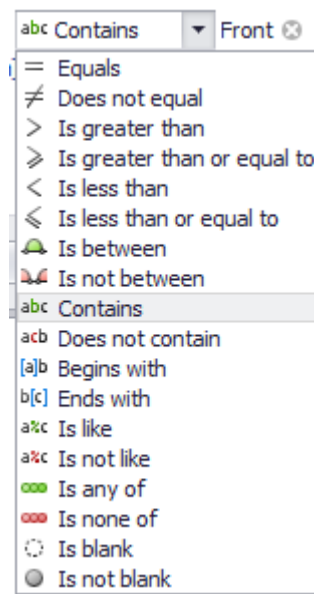 abc Contains Front
= Equals
≠ Does not equal
> Is greater than
⩾ Is greater than or equal to
< Is less than
⩽ Is less than or equal to
Is between
Is not between
abc Contains
acb Does not contain
[a]b Begins with
b[c] Ends with
a%c Is like
a%c Is not like
Is any of
Is none of
Is blank
Is not blank